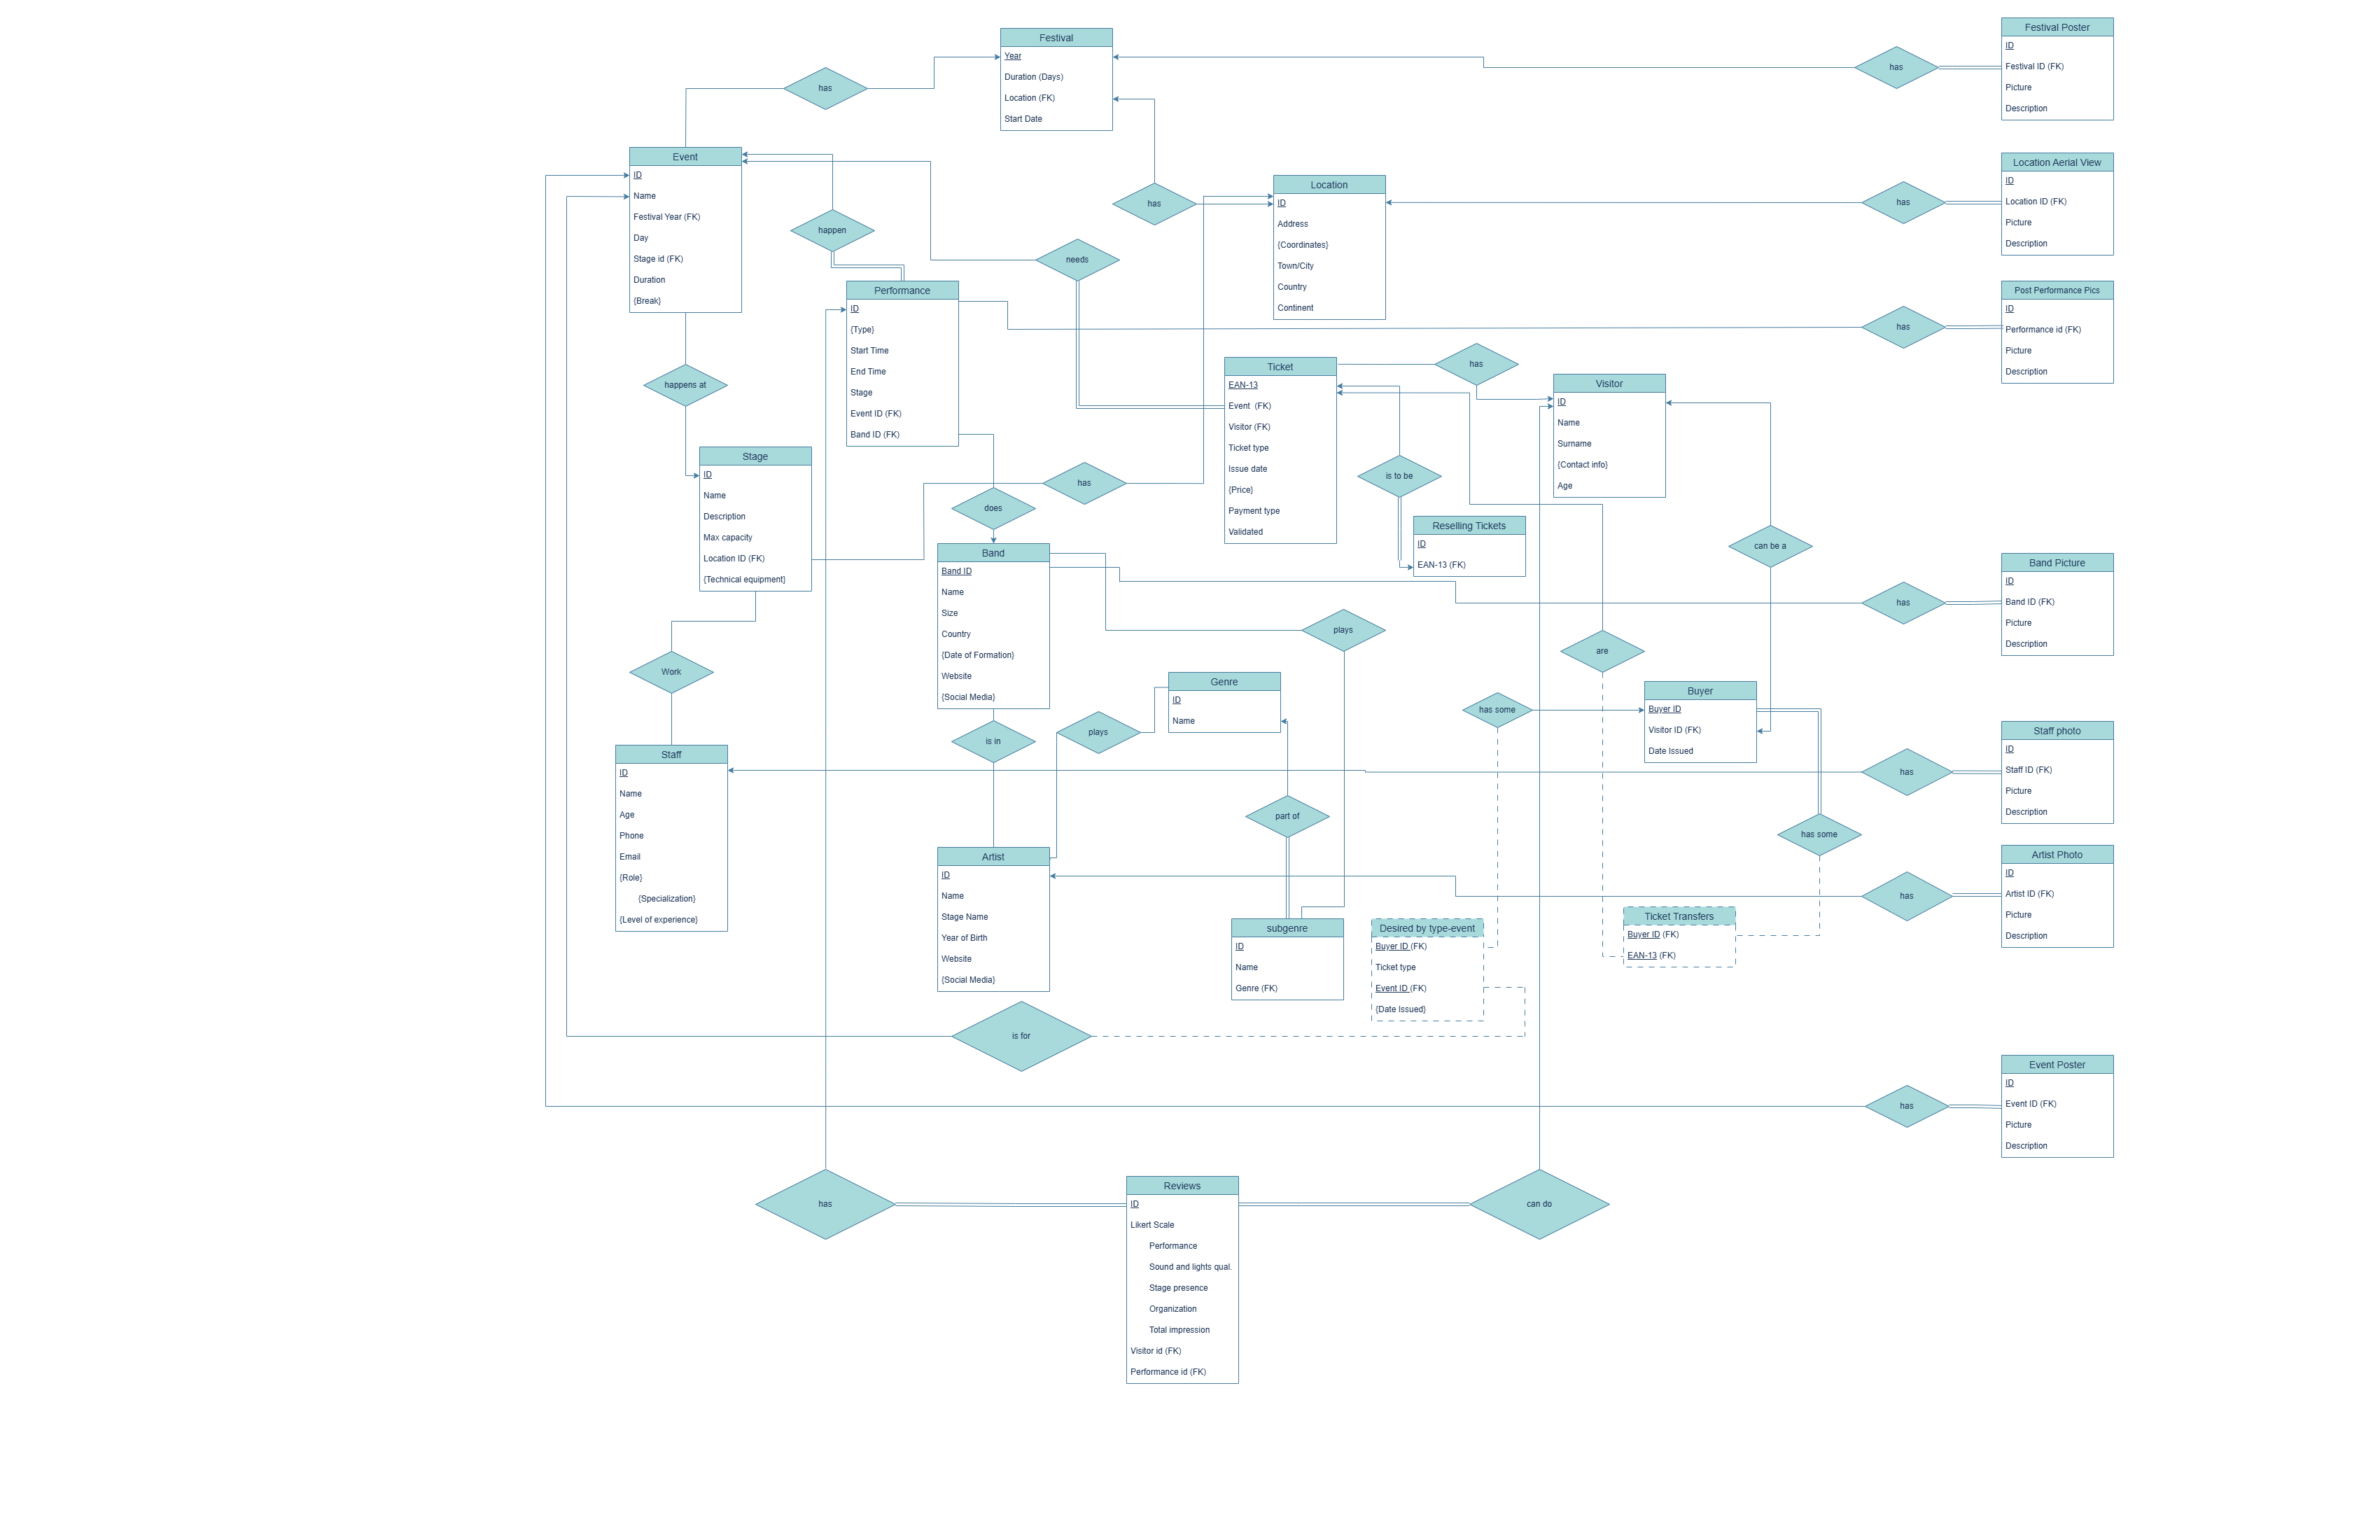 Festival
Year
Duration (Days)
Location (FK)
Start Date
has
has
Festival Poster
ID
Festival ID (FK)
Picture
Description
Event
ID
Name
Festival Year (FK)
Day
Stage id (FK)
Duration
{Break}
happen
needs
has
Location
ID
Address
{Coordinates}
Town/City
Country
Continent
has
Location Aerial View
ID
Location ID (FK)
Picture
Description
Performance
ID
{Type}
Start Time
End Time
Stage
Event ID (FK)
Band ID (FK)
has
Post Performance Pics
ID
Performance id (FK)
Picture
Description
happens at
Ticket
EAN-13
Event (FK)
Visitor (FK)
Ticket type
Issue date
{Price}
Payment type
Validated
has
Visitor
ID
Name
Surname
{Contact info}
Age
Stage
ID
Name
Description
Max capacity
Location ID (FK)
{Technical equipment}
has
does
is to be
Reselling Tickets
ID
EAN-13 (FK)
can be a
Band
Band ID
Name
Size
Country
{Date of Formation}
Website
{Social Media}
has
Band Picture
ID
Band ID (FK)
Picture
Description
plays
are
Work
Genre
ID
Name
plays
is in
has some
Buyer
Buyer ID
Visitor ID (FK)
Date Issued
Staff
ID
Name
Age
Phone
Email
{Role}
{Specialization}
{Level of experience}
has
Staff photo
ID
Staff ID (FK)
Picture
Description
part of
has some
Artist
ID
Name
Stage Name
Year of Birth
Website
{Social Media}
has
Artist Photo
ID
Artist ID (FK)
Picture
Description
subgenre
ID
Name
Genre (FK)
Desired by type-event
Buyer ID (FK)
Ticket type
Event ID (FK)
{Date Issued}
Ticket Transfers
Buyer ID (FK)
EAN-13 (FK)
is for
has
Event Poster
ID
Event ID (FK)
Picture
Description
has
Reviews
ID
Likert Scale
Performance
Sound and lights qual.
Stage presence
Organization
Total impression
Visitor id (FK)
Performance id (FK)
can do